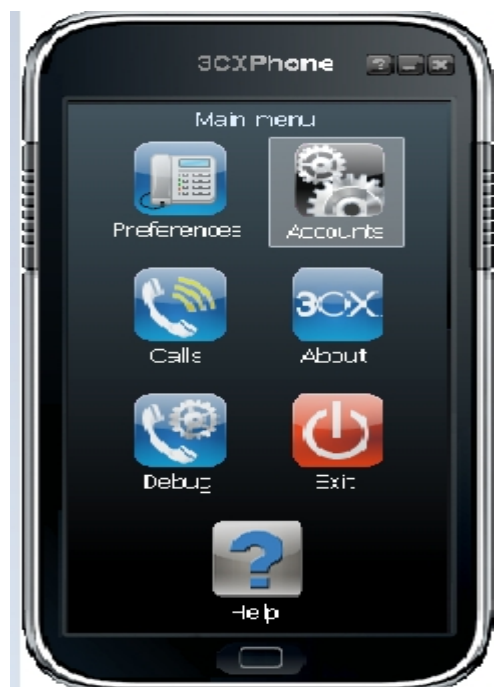 3CXPhone
Main menu
Preferences Accounts
3CX
Calls About
Debug Exit
?
Help